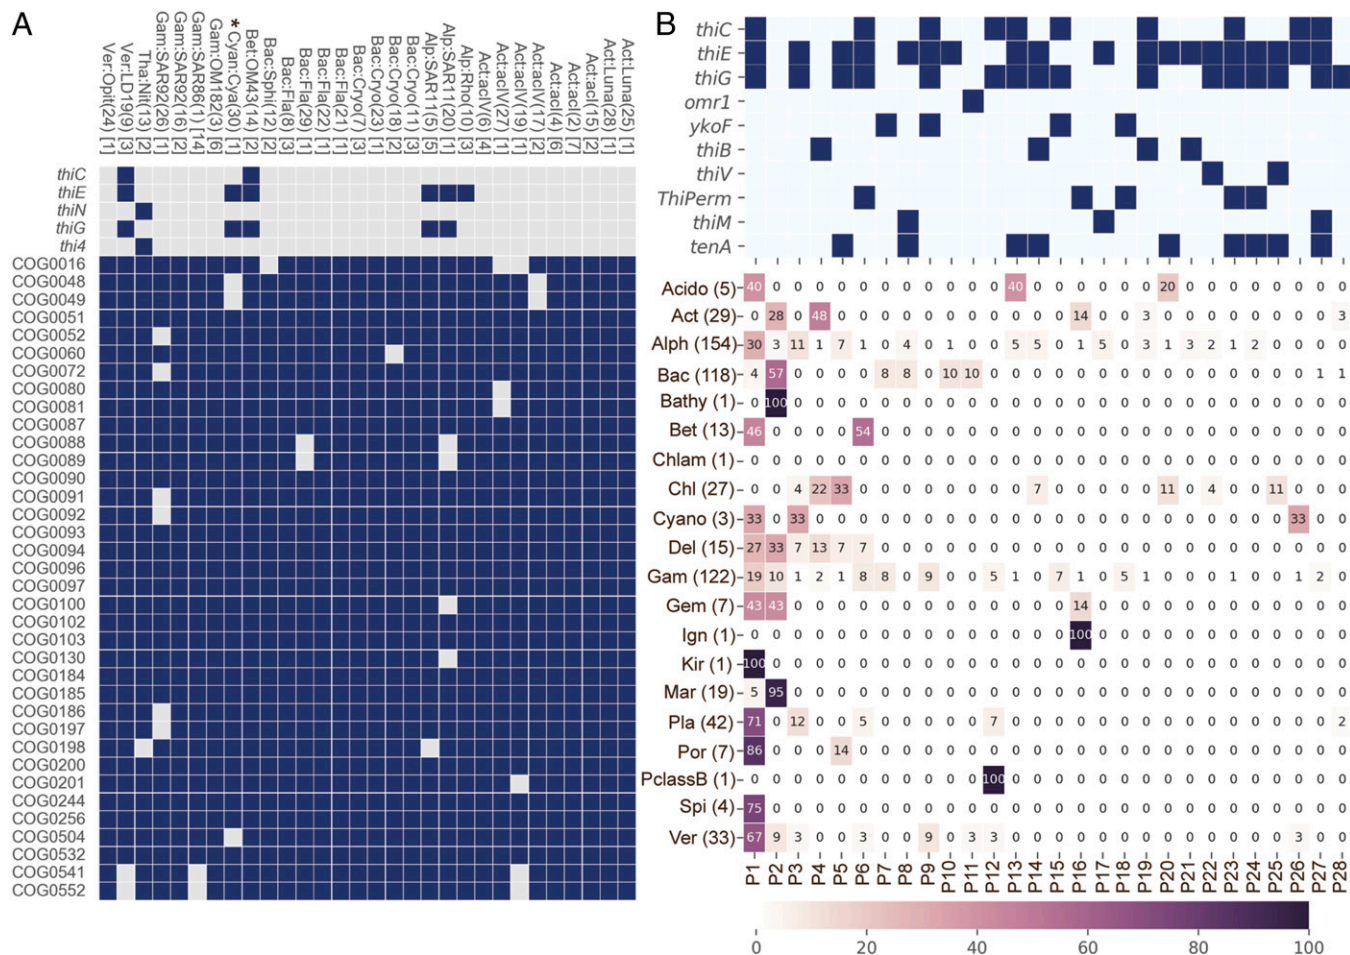 A
Ver:Opit(24) [1]
Ver:LD19(9) [3]
Tha:Nit(13) [2]
Gam:SAR92(26) [1]
Gam:SAR92(16) [2]
Gam:SAR86(1) [14]
Gam:OM182(3) [6]
*Cyan:Cya(30) [1]
Bet:OM43(14) [2]
Bac:Sphi(12) [2]
Bac:Fla(8) [3]
Bac:Fla(29) [1]
Bac:Fla(22) [1]
Bac:Fla(21) [1]
Bac:Cryo(7) [3]
Bac:Cryo(23) [1]
Bac:Cryo(18) [2]
Bac:Cryo(11) [3]
Alp:SAR11(5) [5]
Alp:SAR11(20) [1]
Alp:Rho(10) [3]
Act:acIV(6) [4]
Act:acIV(27) [1]
Act:acIV(19) [1]
Act:acIV(17) [2]
Act:acI(4) [6]
Act:acI(2) [7]
Act:acI(15) [2]
Act:Luna(28) [1]
Act:Luna(25) [1]
thiC
thiE
thiN
thiG
thi4
COG0016
COG0048
COG0049
COG0051
COG0052
COG0060
COG0072
COG0080
COG0081
COG0087
COG0088
COG0089
COG0090
COG0091
COG0092
COG0093
COG0094
COG0096
COG0097
COG0100
COG0102
COG0103
COG0130
COG0184
COG0185
COG0186
COG0197
COG0198
COG0200
COG0201
COG0244
COG0256
COG0504
COG0532
COG0541
COG0552
B
thiC
thiE
thiG
omr1
ykoF
thiB
thiV
ThiPerm
thiM
tenA
Acido (5) 40 0 0 0 0 0 0 0 0 0 0 0 40 0 0 0 0 0 0 20 0 0 0 0 0 0 0 0
Act (29) 0 28 0 48 0 0 0 0 0 0 0 0 0 0 0 14 0 0 3 0 0 0 0 0 0 0 0 3
Alph (154) 30 3 11 1 7 1 0 4 0 1 0 0 5 5 0 1 5 0 3 1 3 2 1 2 0 0 0 0
Bac (118) 4 57 0 0 0 0 8 8 0 10 10 0 0 0 0 0 0 0 0 0 0 0 0 0 0 0 1 1
Bathy (1) 0 100 0 0 0 0 0 0 0 0 0 0 0 0 0 0 0 0 0 0 0 0 0 0 0 0 0 0
Bet (13) 46 0 0 0 0 54 0 0 0 0 0 0 0 0 0 0 0 0 0 0 0 0 0 0 0 0 0 0
Chlam (1) 0 0 0 0 0 0 0 0 0 0 0 0 0 0 0 0 0 0 0 0 0 0 0 0 0 0 0 0
Chl (27) 0 0 4 22 33 0 0 0 0 0 0 0 0 7 0 0 0 0 0 11 0 4 0 0 11 0 0 0
Cyano (3) 33 0 33 0 0 0 0 0 0 0 0 0 0 0 0 0 0 0 0 0 0 0 0 0 0 33 0 0
Del (15) 27 33 7 13 7 7 0 0 0 0 0 0 0 0 0 0 0 0 0 0 0 0 0 0 0 0 0 0
Gam (122) 19 10 1 2 1 8 8 0 9 0 0 5 1 0 7 1 0 5 1 0 0 0 1 0 0 1 2 0
Gem (7) 43 43 0 0 0 0 0 0 0 0 0 0 0 0 0 14 0 0 0 0 0 0 0 0 0 0 0 0
Ign (1) 0 0 0 0 0 0 0 0 0 0 0 0 0 0 0 100 0 0 0 0 0 0 0 0 0 0 0 0
Kir (1) 100 0 0 0 0 0 0 0 0 0 0 0 0 0 0 0 0 0 0 0 0 0 0 0 0 0 0 0
Mar (19) 5 95 0 0 0 0 0 0 0 0 0 0 0 0 0 0 0 0 0 0 0 0 0 0 0 0 0 0
Pla (42) 71 0 12 0 0 5 0 0 0 0 0 7 0 0 0 0 0 0 0 0 0 0 0 0 0 0 0 2
Por (7) 86 0 0 0 14 0 0 0 0 0 0 0 0 0 0 0 0 0 0 0 0 0 0 0 0 0 0 0
PclassB (1) 0 0 0 0 0 0 0 0 0 0 0 100 0 0 0 0 0 0 0 0 0 0 0 0 0 0 0 0
Spi (4) 75 0 0 0 0 0 0 0 0 0 0 0 0 0 0 0 0 0 0 0 0 0 0 0 0 0 0 0
Ver (33) 67 9 3 0 0 3 0 0 9 0 3 3 0 0 0 0 0 0 0 0 0 0 0 0 0 3 0 0
P1 P2 P3 P4 P5 P6 P7 P8 P9 P10 P11 P12 P13 P14 P15 P16 P17 P18 P19 P20 P21 P22 P23 P24 P25 P26 P27 P28
0 20 40 60 80 100